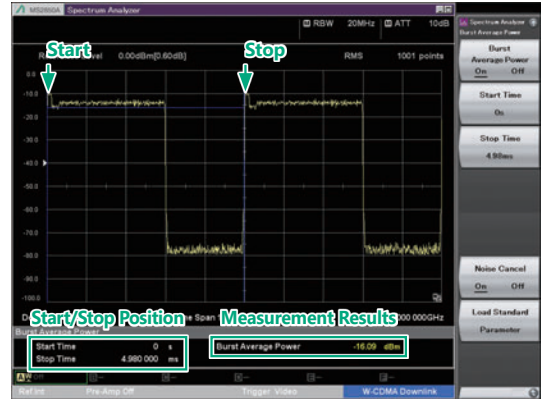 MS2850A Spectrum Analyzer
RBW 20MHz ATT 10dB
Spectrum Analyzer
Burst Average Power
Start
Stop
0.00dBm[0.60dB]
RMS 1001 points
Burst
Average Power
On Off
Start Time
0s
Stop Time
4.98ms
0.0
-10.0
-20.0
-30.0
-40.0
-50.0
-60.0
-70.0
-80.0
-90.0
-100.0
Noise Cancel
On Off
Load Standard
Parameter
Start/Stop Position
Measurement Results
Burst Average Power
Start Time 0 s
Stop Time 4.980 000 ms
Burst Average Power -16.09 dBm
Ref.Int Pre-Amp Off Trigger Video W-CDMA Downlink